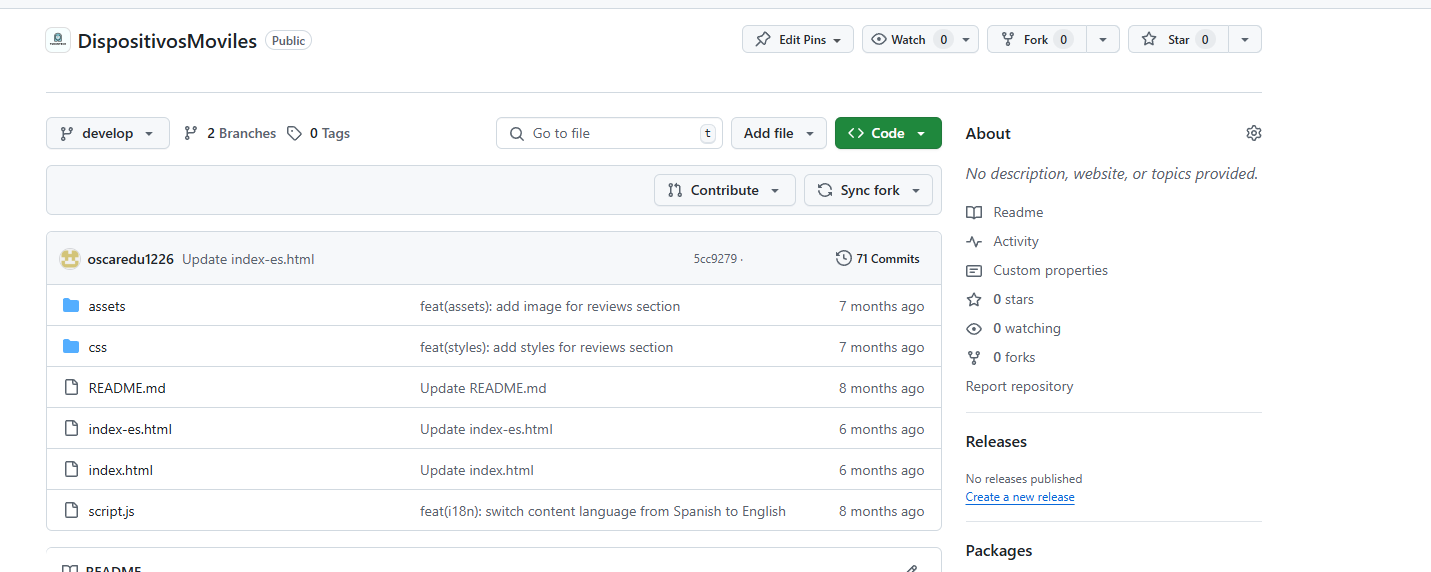 DispositivosMoviles Public Edit Pins Watch 0 Fork 0 Star 0
develop 2 Branches 0 Tags Go to file t Add file Code
Contribute Sync fork
oscaredu1226 Update index-es.html 5cc9279 · 71 Commits
assets feat(assets): add image for reviews section 7 months ago
css feat(styles): add styles for reviews section 7 months ago
README.md Update README.md 8 months ago
index-es.html Update index-es.html 6 months ago
index.html Update index.html 6 months ago
script.js feat(i18n): switch content language from Spanish to English 8 months ago
README
About
No description, website, or topics provided.
Readme
Activity
Custom properties
0 stars
0 watching
0 forks
Report repository
Releases
No releases published
Create a new release
Packages